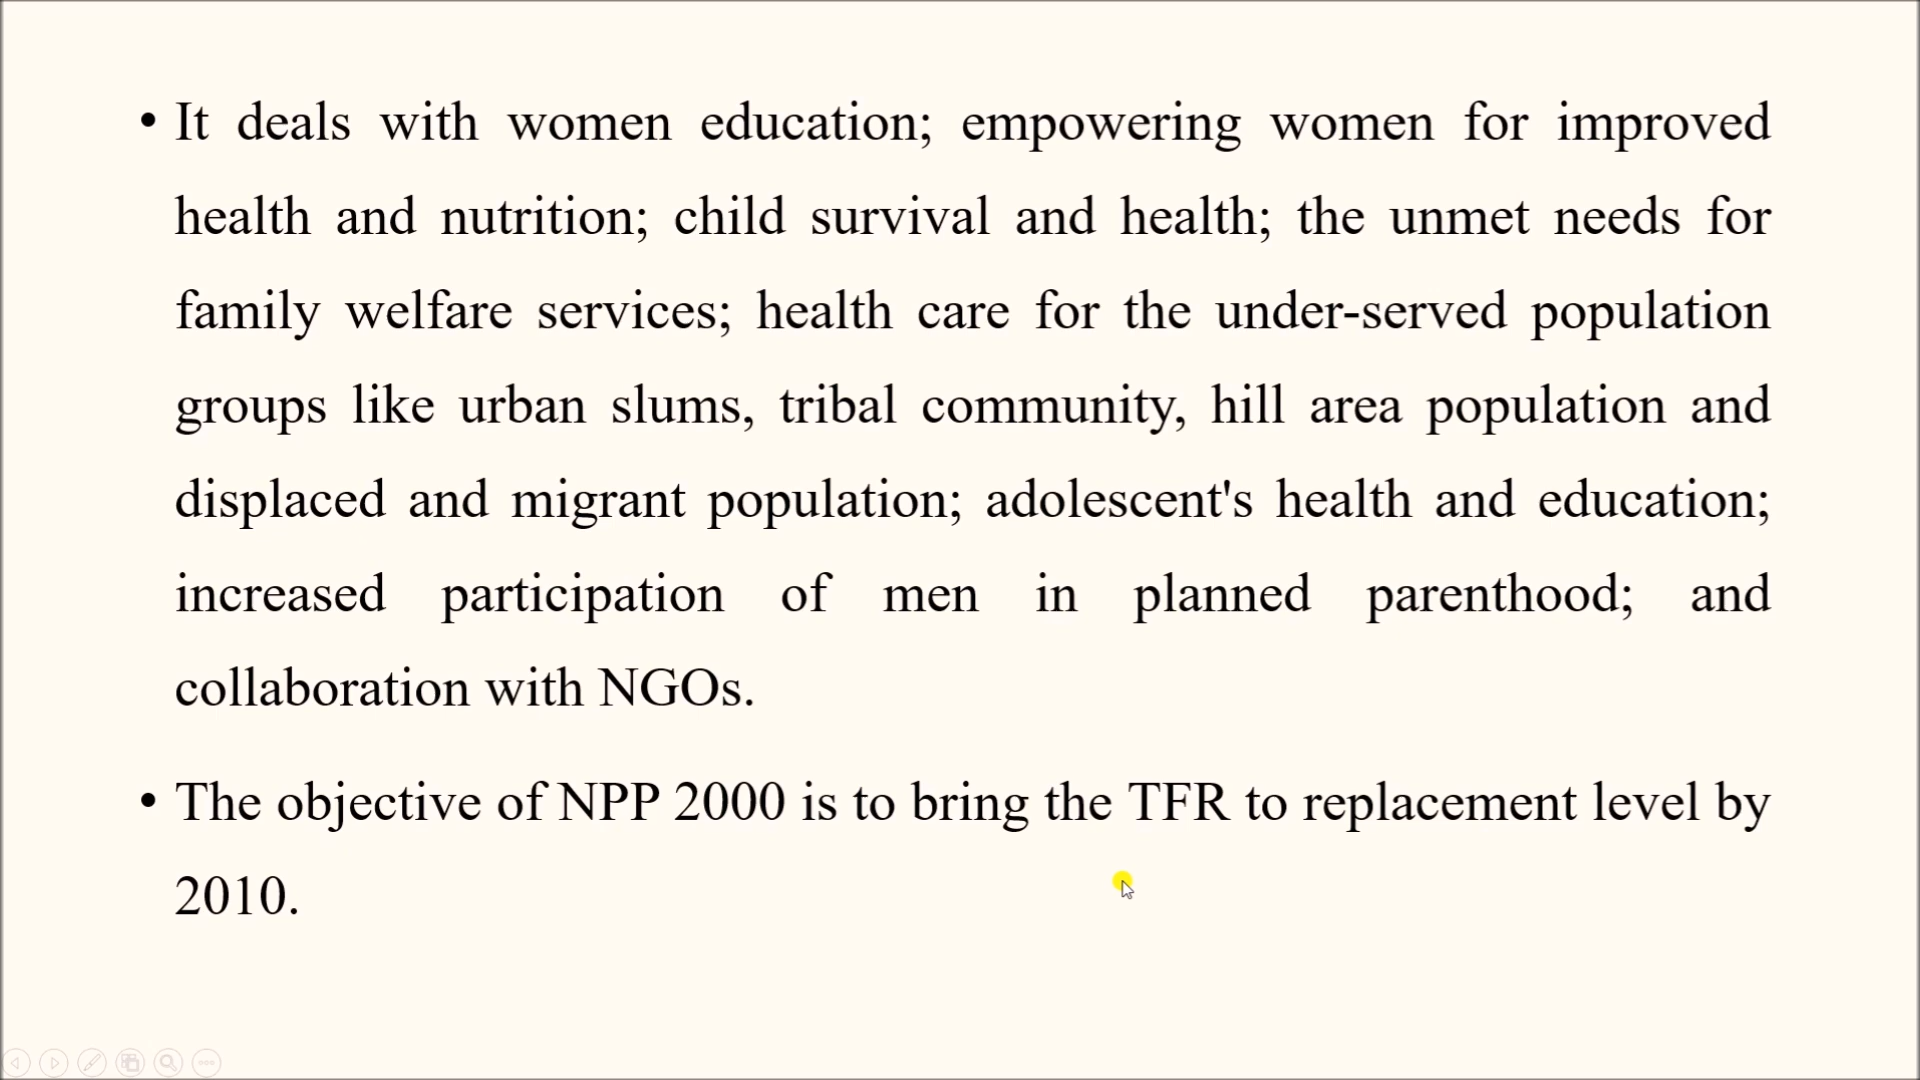 • It deals with women education; empowering women for improved
health and nutrition; child survival and health; the unmet needs for
family welfare services; health care for the under-served population
groups like urban slums, tribal community, hill area population and
displaced and migrant population; adolescent's health and education;
increased participation of men in planned parenthood; and
collaboration with NGOs.
• The objective of NPP 2000 is to bring the TFR to replacement level by
2010.